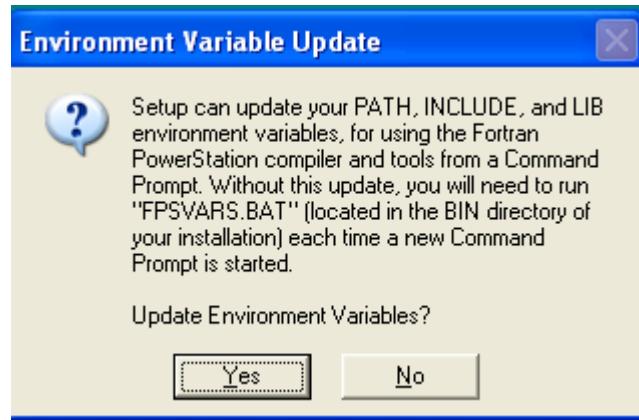 Environment Variable Update
Setup can update your PATH, INCLUDE, and LIB
environment variables, for using the Fortran
PowerStation compiler and tools from a Command
Prompt. Without this update, you will need to run
"FPSVARS.BAT" (located in the BIN directory of
your installation) each time a new Command
Prompt is started.
Update Environment Variables?
Yes No